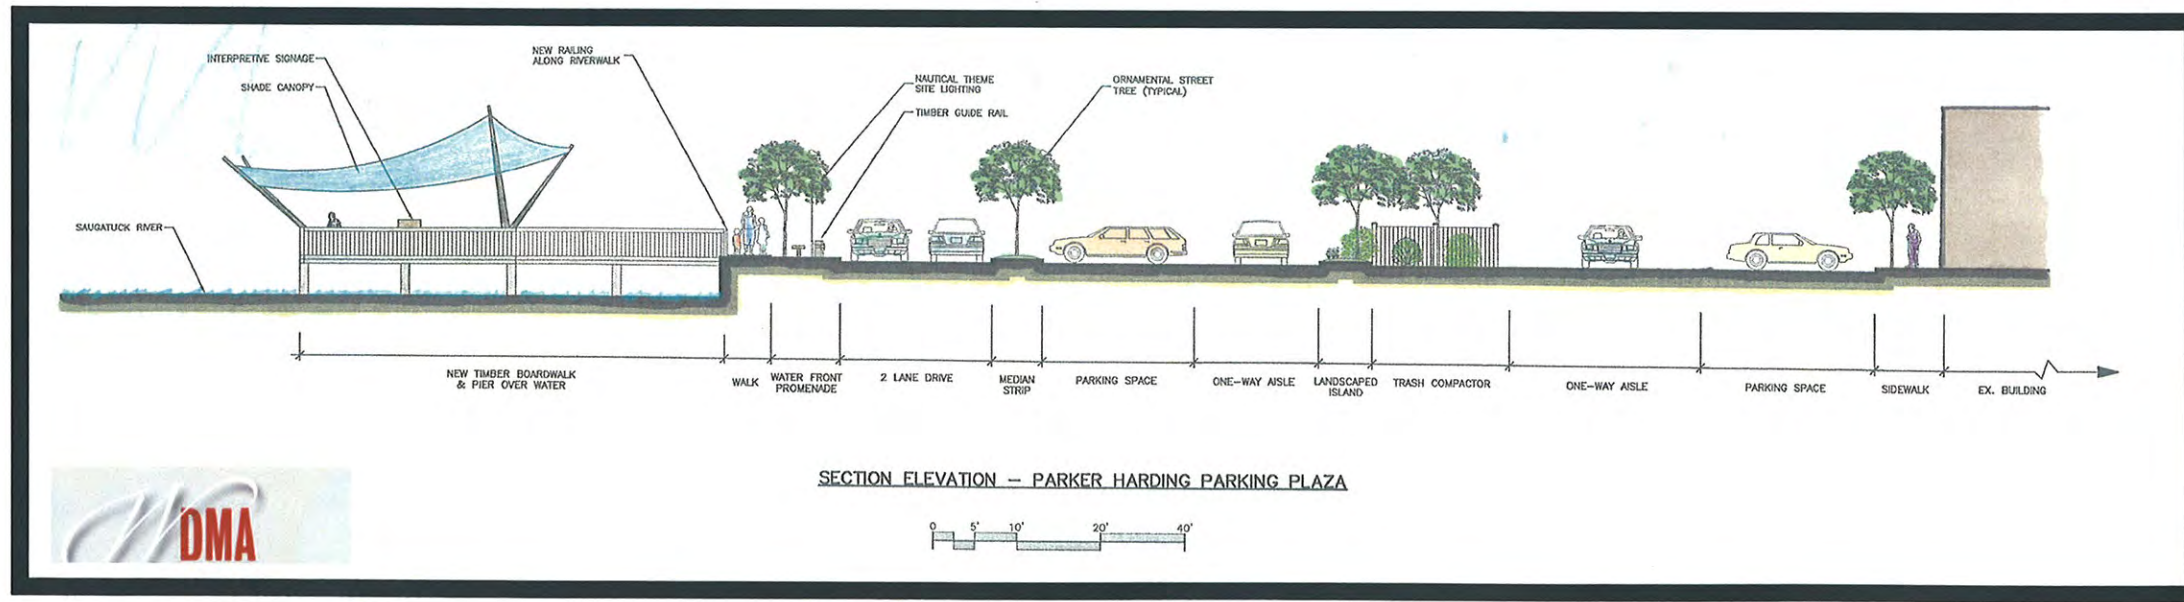 INTERPRETIVE SIGNAGE
SHADE CANOPY
NEW RAILING
ALONG RIVERWALK
NAUTICAL THEME
SITE LIGHTING
TIMBER GUIDE RAIL
ORNAMENTAL STREET
TREE (TYPICAL)
SAUGATUCK RIVER
NEW TIMBER BOARDWALK
& PIER OVER WATER
WALK
WATER FRONT
PROMENADE
2 LANE DRIVE
MEDIAN
STRIP
PARKING SPACE
ONE-WAY AISLE
LANDSCAPED
ISLAND
TRASH COMPACTOR
ONE-WAY AISLE
PARKING SPACE
SIDEWALK
EX. BUILDING
SECTION ELEVATION – PARKER HARDING PARKING PLAZA
0 5' 10' 20' 40'
WDMA